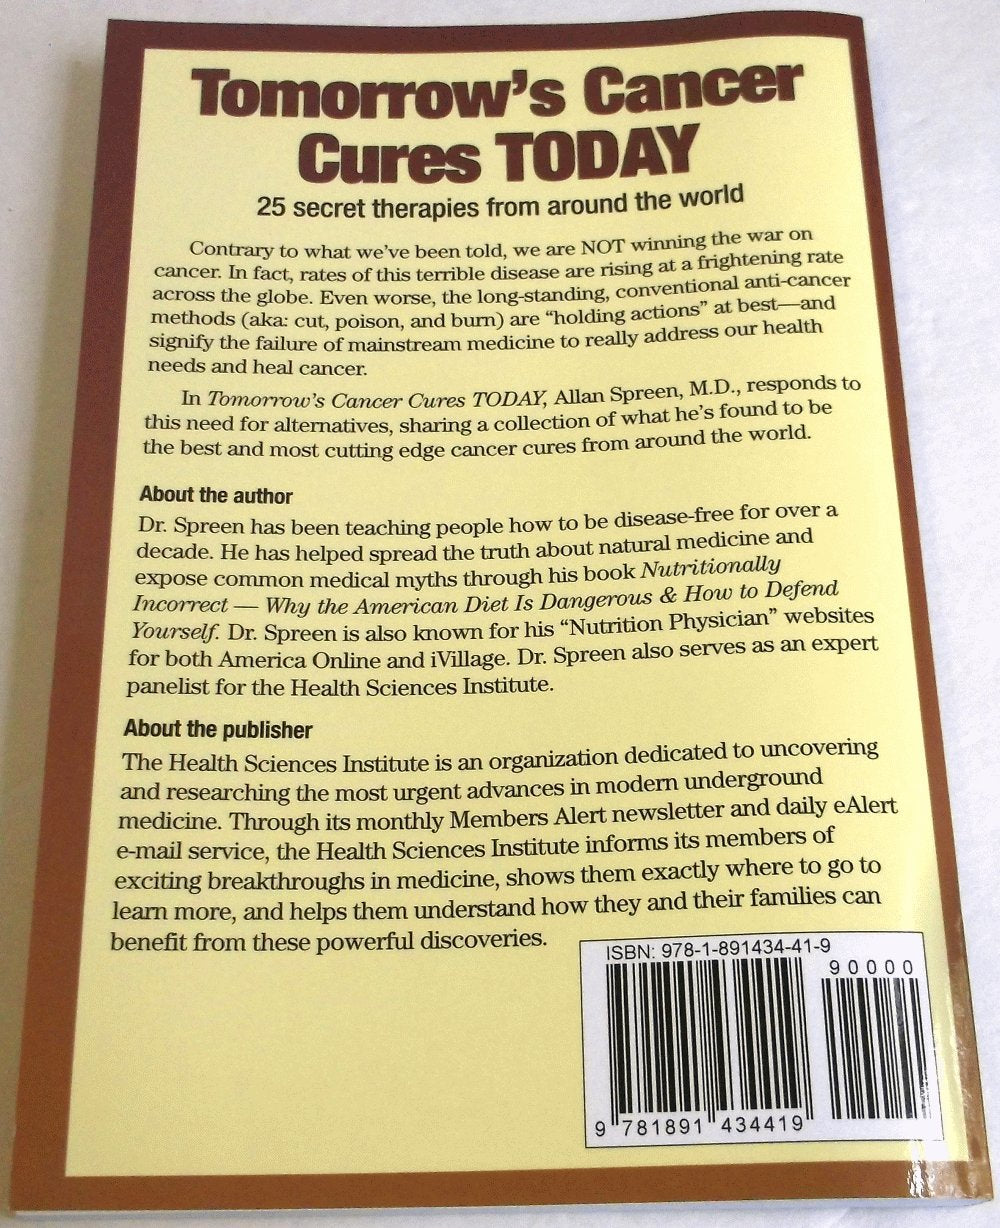 Tomorrow's Cancer
Cures TODAY
25 secret therapies from around the world
Contrary to what we've been told, we are NOT winning the war on
cancer. In fact, rates of this terrible disease are rising at a frightening rate
across the globe. Even worse, the long-standing, conventional anti-cancer
methods (aka: cut, poison, and burn) are “holding actions” at best—and
signify the failure of mainstream medicine to really address our health
needs and heal cancer.
In Tomorrow's Cancer Cures TODAY, Allan Spreen, M.D., responds to
this need for alternatives, sharing a collection of what he's found to be
the best and most cutting edge cancer cures from around the world.
About the author
Dr. Spreen has been teaching people how to be disease-free for over a
decade. He has helped spread the truth about natural medicine and
expose common medical myths through his book Nutritionally
Incorrect — Why the American Diet Is Dangerous & How to Defend
Yourself. Dr. Spreen is also known for his “Nutrition Physician” websites
for both America Online and iVillage. Dr. Spreen also serves as an expert
panelist for the Health Sciences Institute.
About the publisher
The Health Sciences Institute is an organization dedicated to uncovering
and researching the most urgent advances in modern underground
medicine. Through its monthly Members Alert newsletter and daily eAlert
e-mail service, the Health Sciences Institute informs its members of
exciting breakthroughs in medicine, shows them exactly where to go to
learn more, and helps them understand how they and their families can
benefit from these powerful discoveries.
ISBN: 978-1-891434-41-9
90000
9 781891 434419